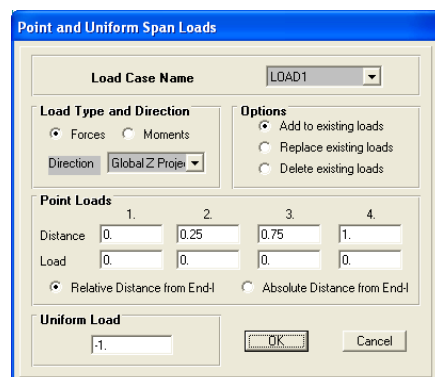 Point and Uniform Span Loads
Load Case Name LOAD1
Load Type and Direction
Forces Moments
Direction Global Z Projec
Options
Add to existing loads
Replace existing loads
Delete existing loads
Point Loads
1. 2. 3. 4.
Distance 0. 0.25 0.75 1.
Load 0. 0. 0. 0.
Relative Distance from End-I Absolute Distance from End-I
Uniform Load
-1.
OK Cancel